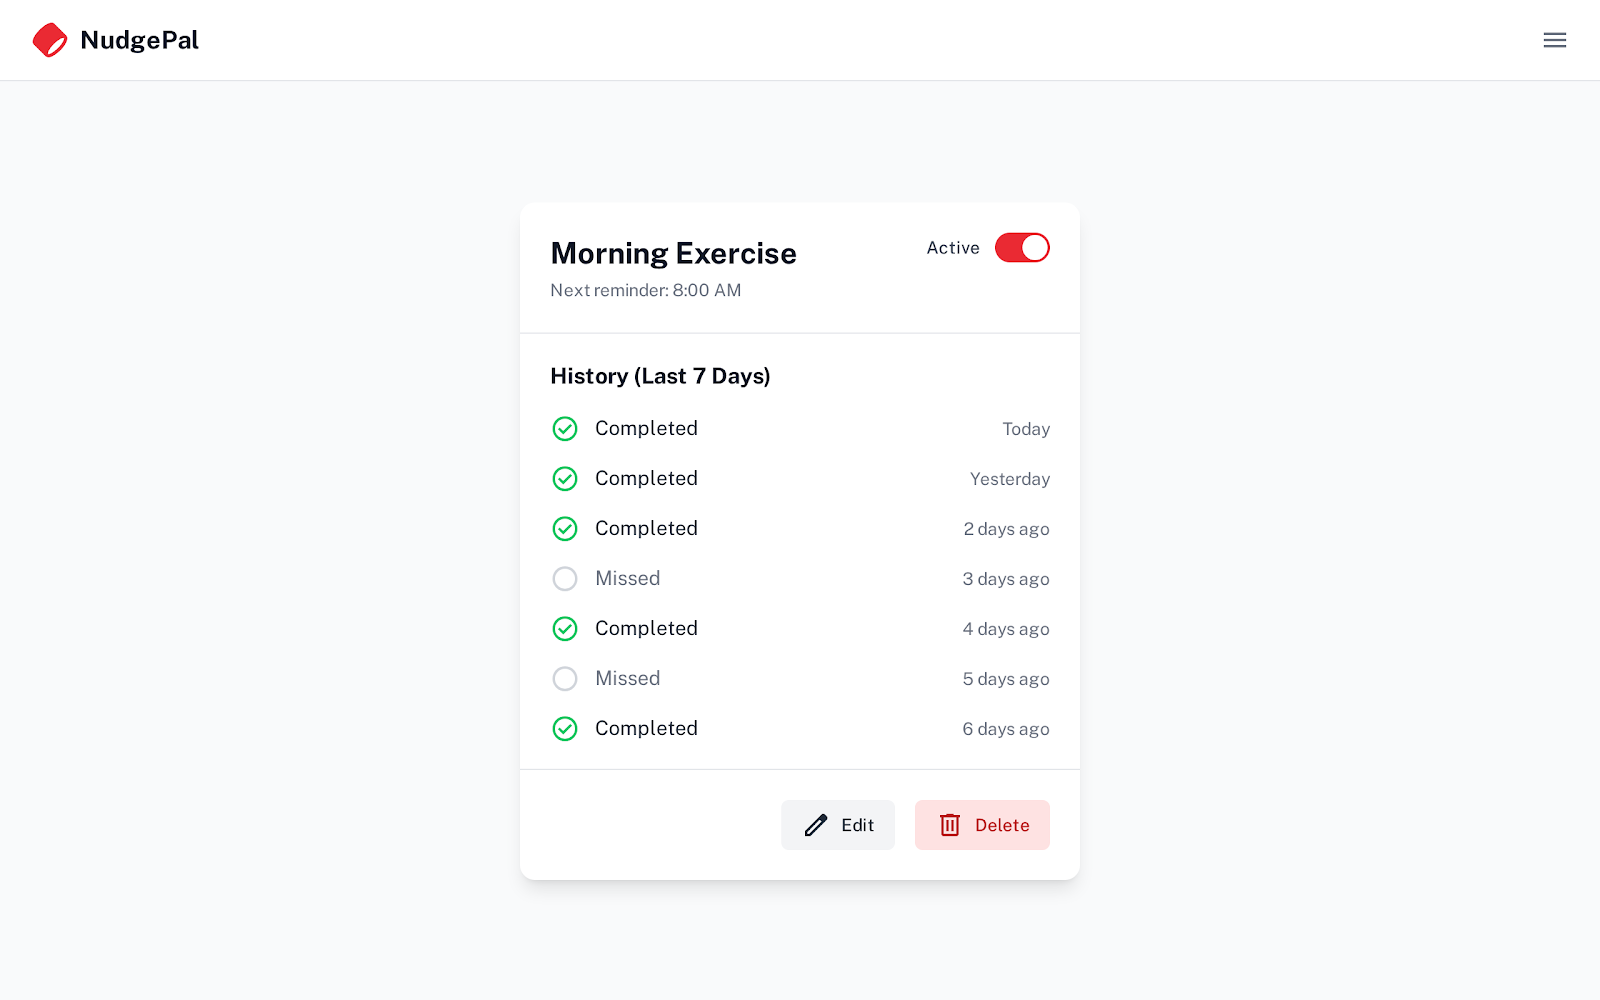 NudgePal
Morning Exercise
Active
Next reminder: 8:00 AM
History (Last 7 Days)
Completed Today
Completed Yesterday
Completed 2 days ago
Missed 3 days ago
Completed 4 days ago
Missed 5 days ago
Completed 6 days ago
Edit Delete